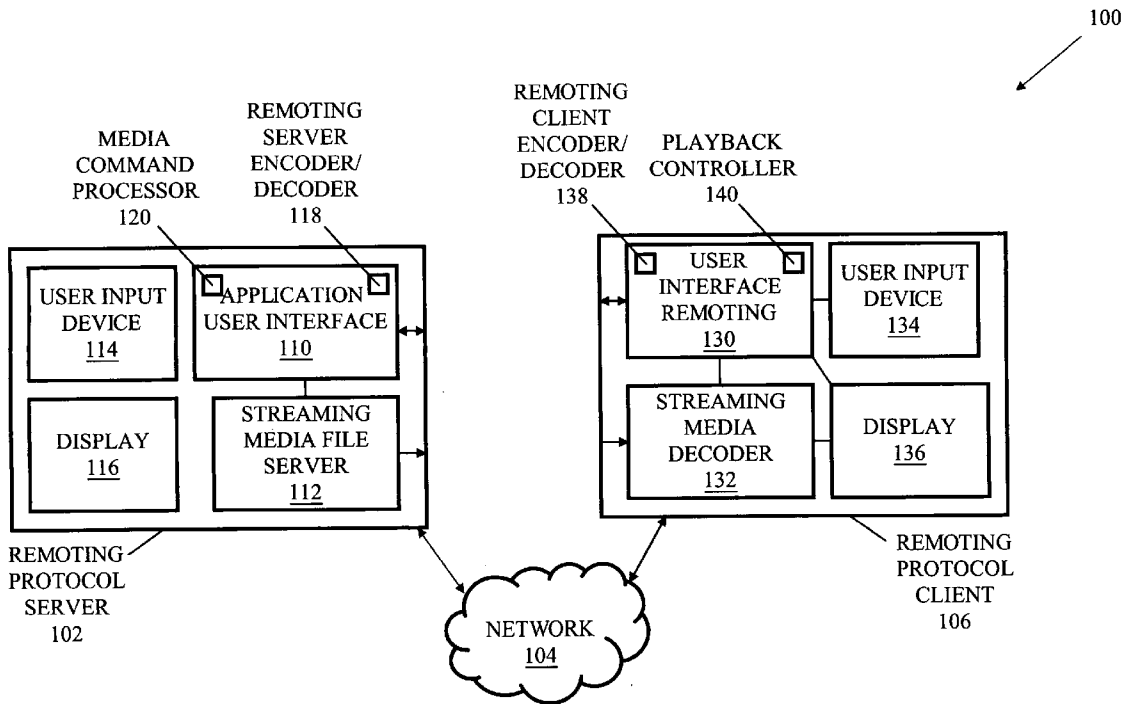 100
MEDIA
COMMAND
PROCESSOR
120
REMOTING
SERVER
ENCODER/
DECODER
118
REMOTING
CLIENT
ENCODER/
DECODER
138
PLAYBACK
CONTROLLER
140
USER INPUT
DEVICE
114
APPLICATION
USER INTERFACE
110
DISPLAY
116
STREAMING
MEDIA FILE
SERVER
112
USER
INTERFACE
REMOTING
130
USER INPUT
DEVICE
134
STREAMING
MEDIA
DECODER
132
DISPLAY
136
REMOTING
PROTOCOL
SERVER
102
NETWORK
104
REMOTING
PROTOCOL
CLIENT
106